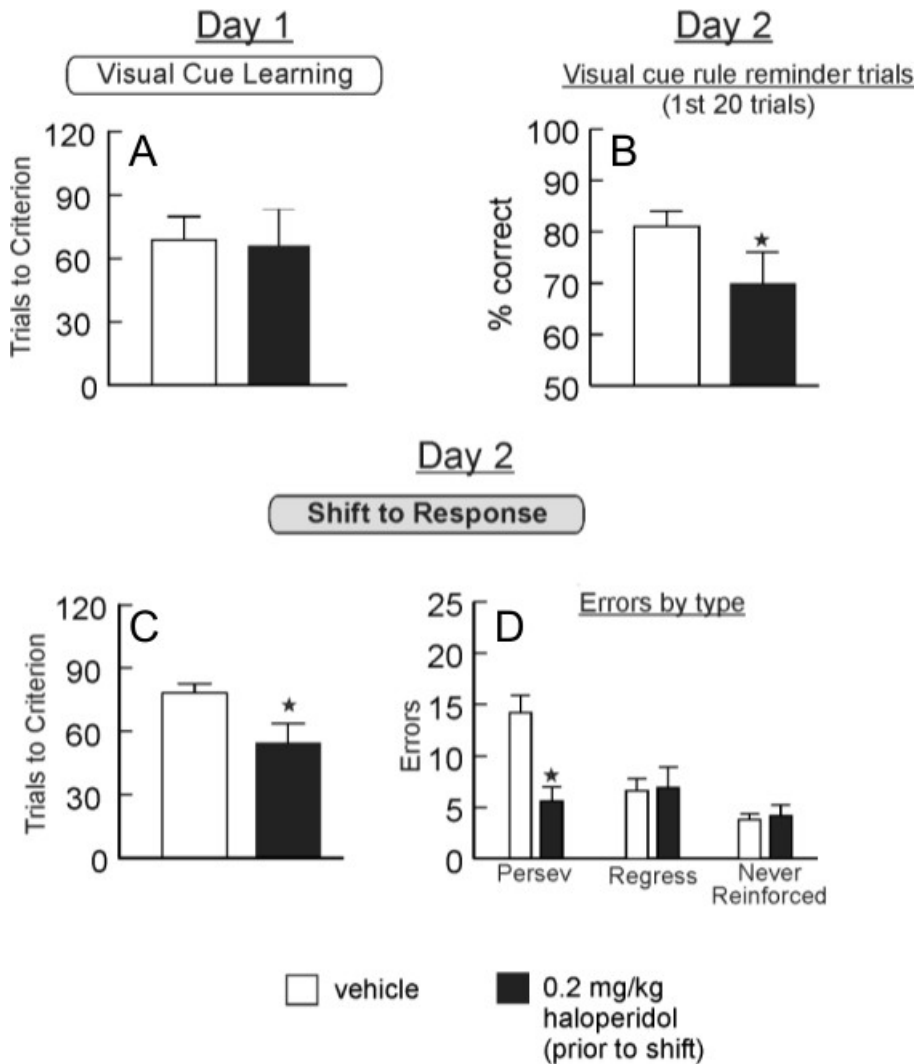 Day 1
Visual Cue Learning
A
Trials to Criterion
120
90
60
30
0
Day 2
Visual cue rule reminder trials
(1st 20 trials)
B
% correct
100
90
80
70
60
50
Day 2
Shift to Response
C
Trials to Criterion
120
90
60
30
0
D
Errors by type
Errors
25
20
15
10
5
0
Persev
Regress
Never
Reinforced
vehicle
0.2 mg/kg
haloperidol
(prior to shift)